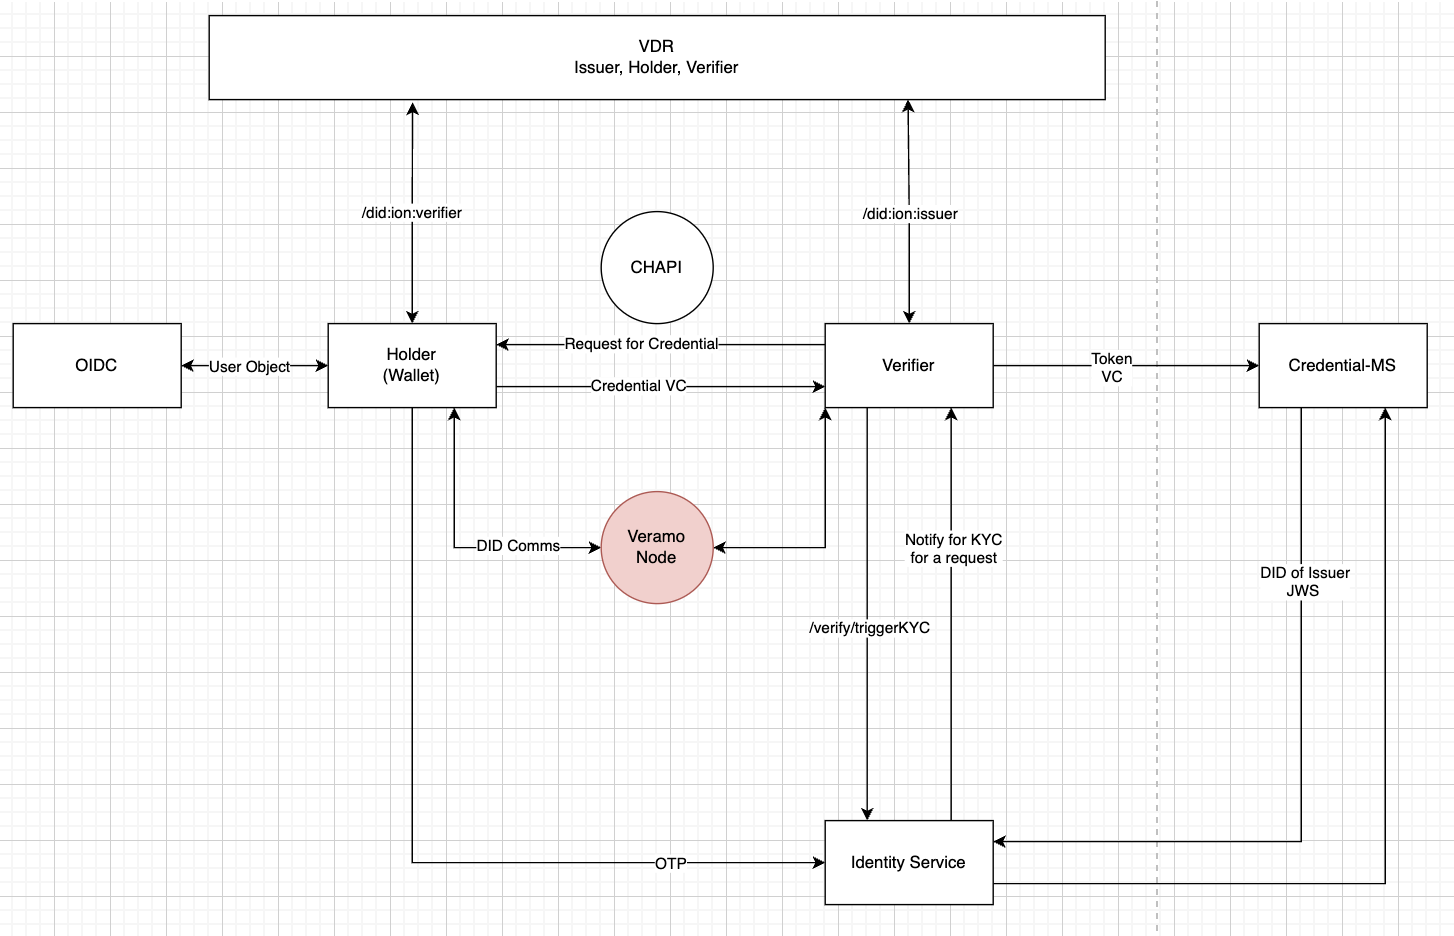 VDR
Issuer, Holder, Verifier
/did:ion:verifier
/did:ion:issuer
CHAPI
OIDC
User Object
Holder
(Wallet)
Request for Credential
Credential VC
Verifier
Token
VC
Credential-MS
DID Comms
Veramo
Node
Notify for KYC
for a request
DID of Issuer
JWS
/verify/triggerKYC
OTP
Identity Service